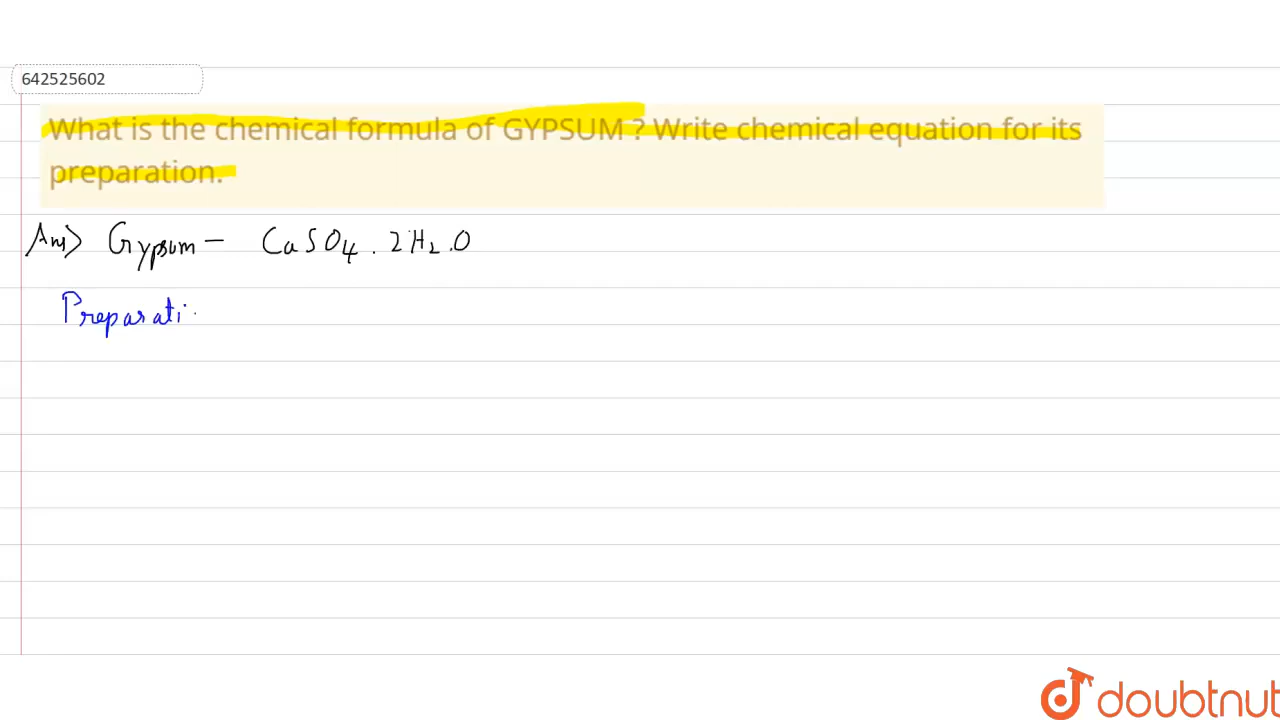 642525602
What is the chemical formula of GYPSUM ? Write chemical equation for its
preparation.
Ans> Gypsum - CaSO4 . 2H2.O
Preparati
doubtnut